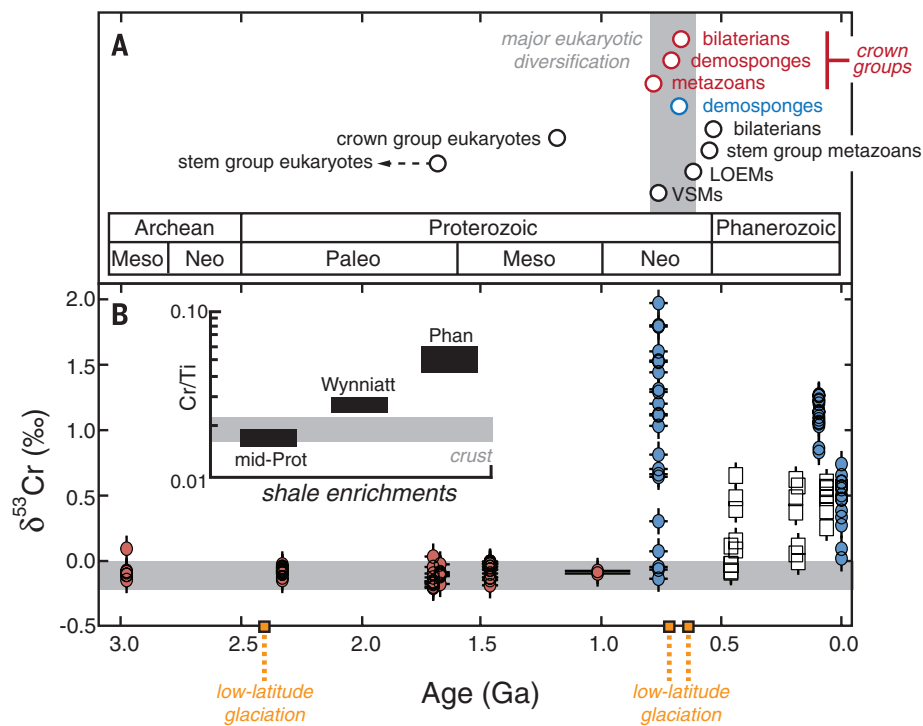 A
major eukaryotic
diversification
bilaterians
demosponges
metazoans
crown
groups
demosponges
bilaterians
crown group eukaryotes
stem group metazoans
stem group eukaryotes
LOEMs
VSMs
Archean Proterozoic Phanerozoic
Meso Neo Paleo Meso Neo
B
2.0
1.5
1.0
0.5
0.0
-0.5
δ53Cr (‰)
0.10
0.01
Cr/Ti
Phan
Wynniatt
mid-Prot
crust
shale enrichments
3.0 2.5 2.0 1.5 1.0 0.5 0.0
low-latitude
glaciation
Age (Ga)
low-latitude
glaciation